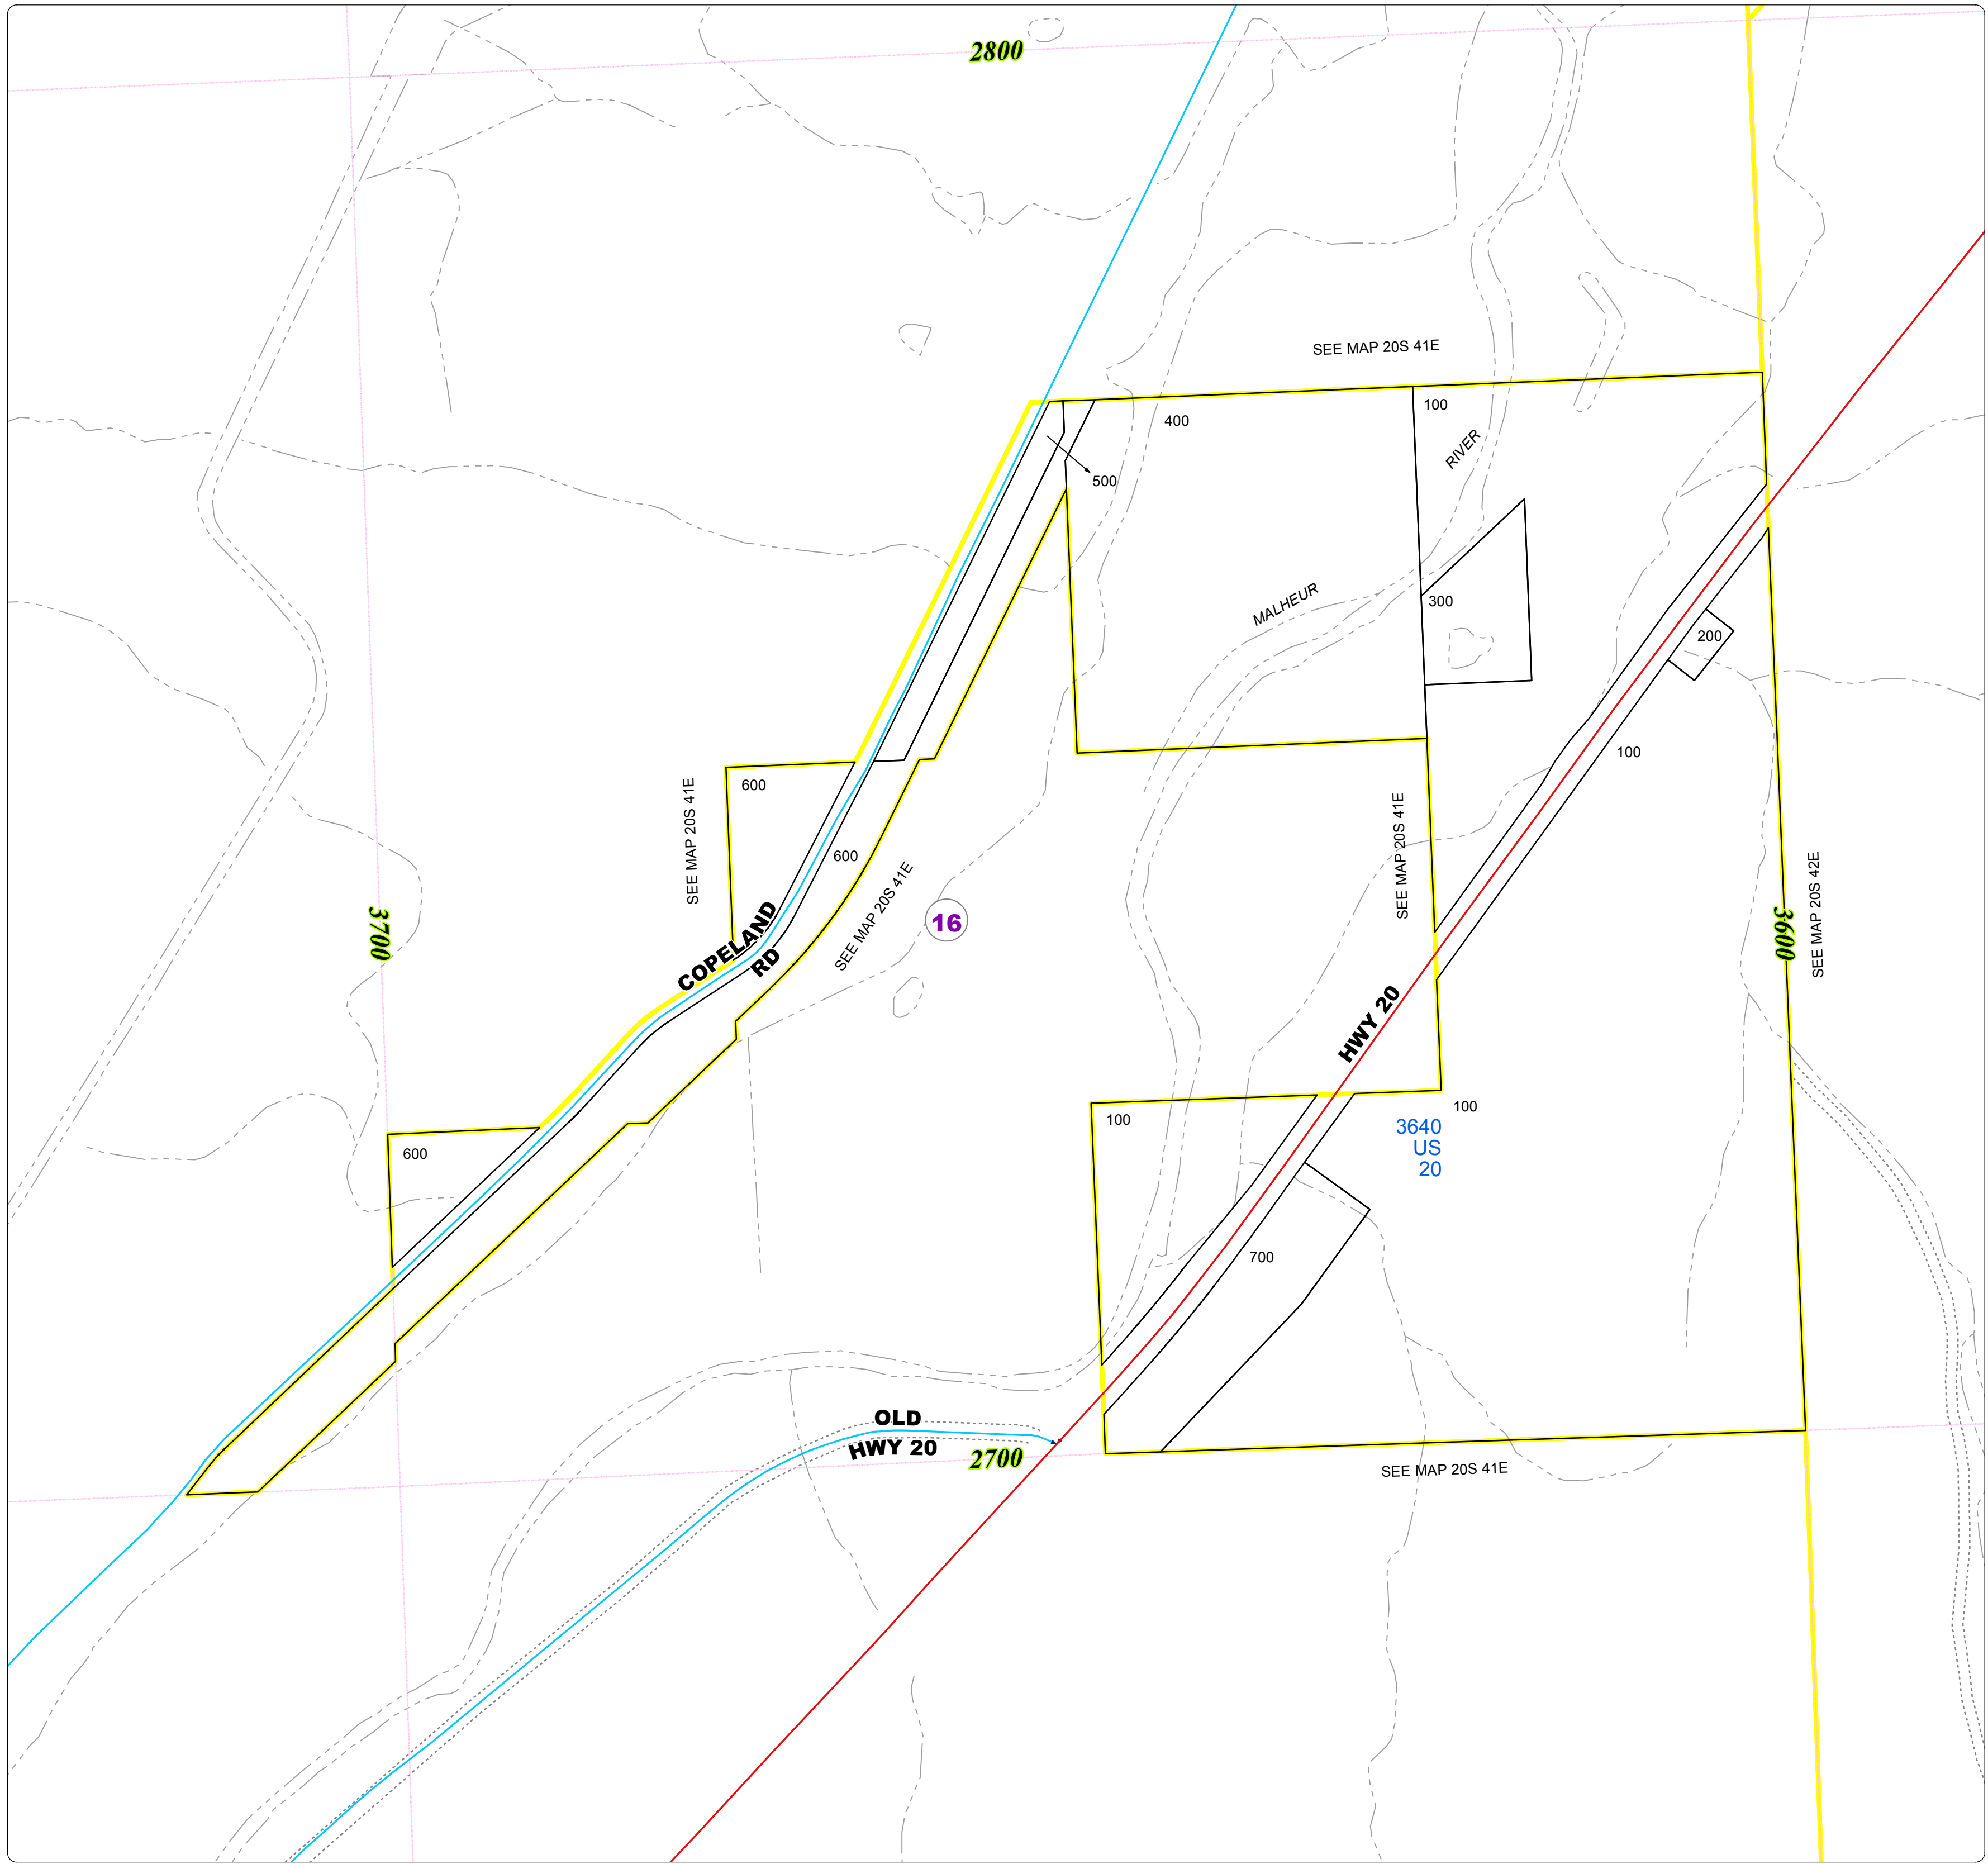 2800
SEE MAP 20S 41E
400
100
RIVER
500
MALHEUR
300
200
100
600
SEE MAP 20S 41E
600
SEE MAP 20S 41E
SEE MAP 20S 41E
SEE MAP 20S 42E
3700
16
3600
COPELAND
RD
HWY 20
100
100
3640
US
20
600
700
OLD
HWY 20
2700
SEE MAP 20S 41E